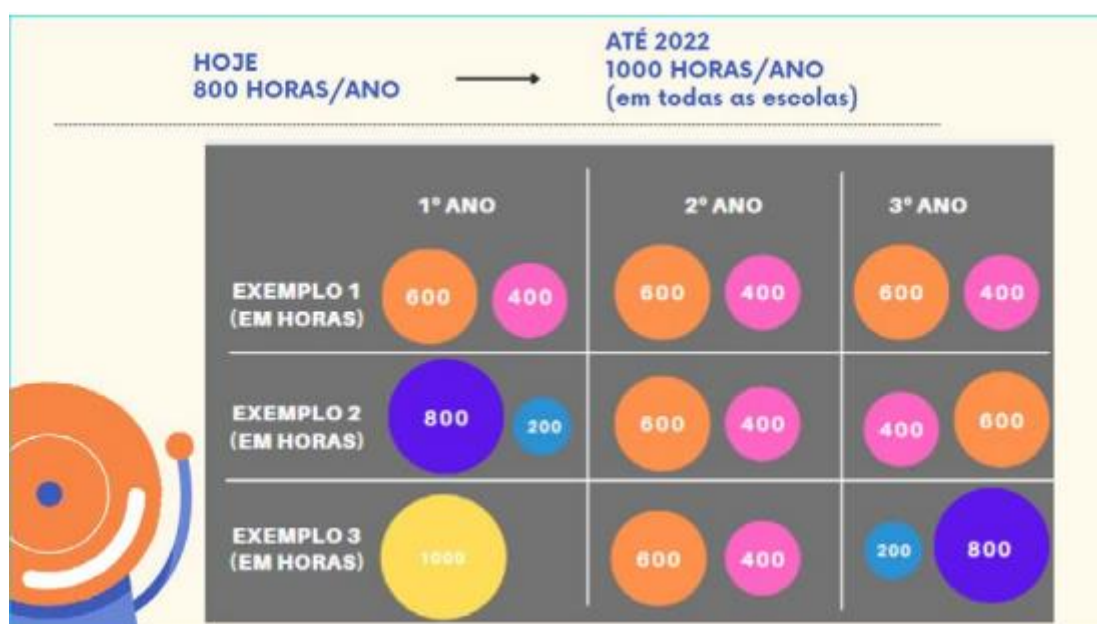 HOJE
800 HORAS/ANO
ATÉ 2022
1000 HORAS/ANO
(em todas as escolas)
1º ANO 2º ANO 3º ANO
EXEMPLO 1
(EM HORAS)
600 400 600 400 600 400
EXEMPLO 2
(EM HORAS)
800 200 600 400 400 600
EXEMPLO 3
(EM HORAS)
1000 600 400 200 800